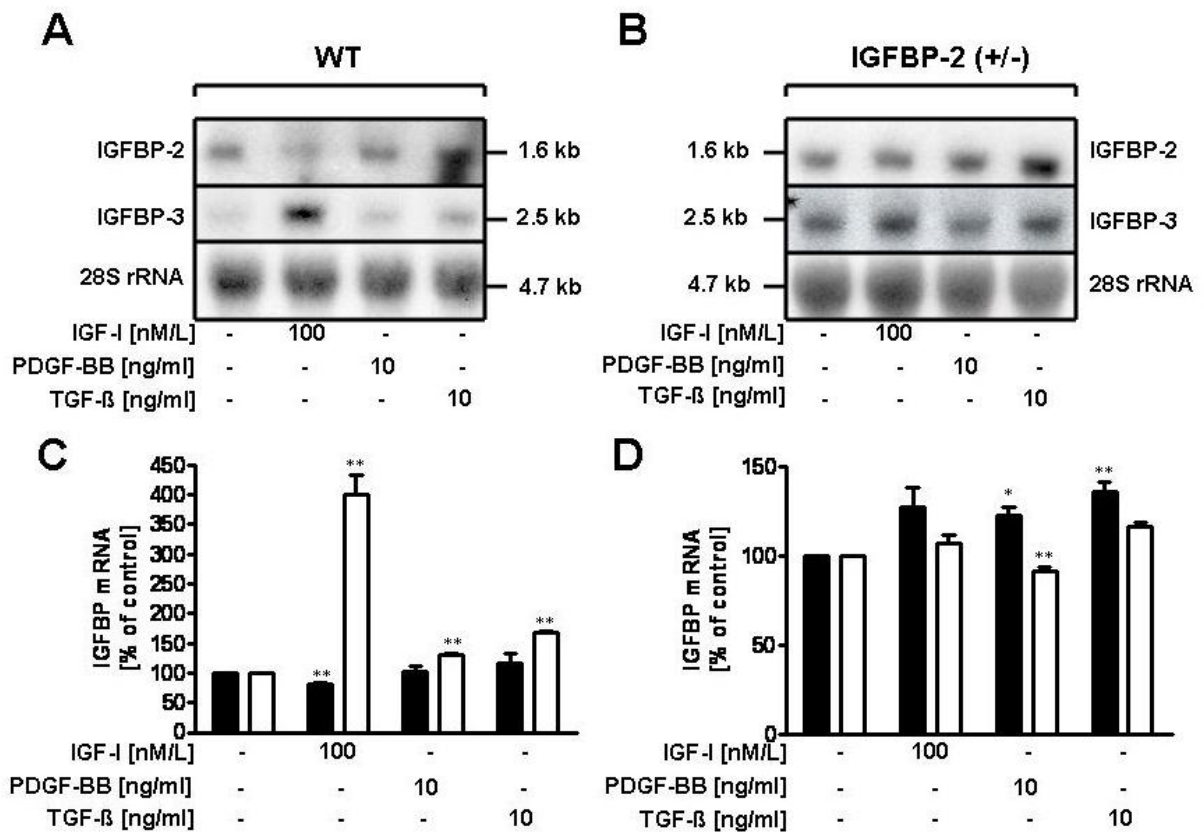 A
WT
IGFBP-2
1.6 kb
IGFBP-3
2.5 kb
28S rRNA
4.7 kb
IGF-I [nM/L] - 100 - -
PDGF-BB [ng/ml] - - 10 -
TGF-ß [ng/ml] - - - 10
B
IGFBP-2 (+/-)
1.6 kb IGFBP-2
2.5 kb IGFBP-3
4.7 kb 28S rRNA
IGF-I [nM/L] - 100 - -
PDGF-BB [ng/ml] - - 10 -
TGF-ß [ng/ml] - - - 10
C
IGFBP mRNA
[% of control]
450
400
350
300
250
200
150
100
50
0
** ** ** **
IGF-I [nM/L] - 100 - -
PDGF-BB [ng/ml] - - 10 -
TGF-ß [ng/ml] - - - 10
D
IGFBP mRNA
[% of control]
150
100
50
0
* ** **
IGF-I [nM/L] - 100 - -
PDGF-BB [ng/ml] - - 10 -
TGF-ß [ng/ml] - - - 10